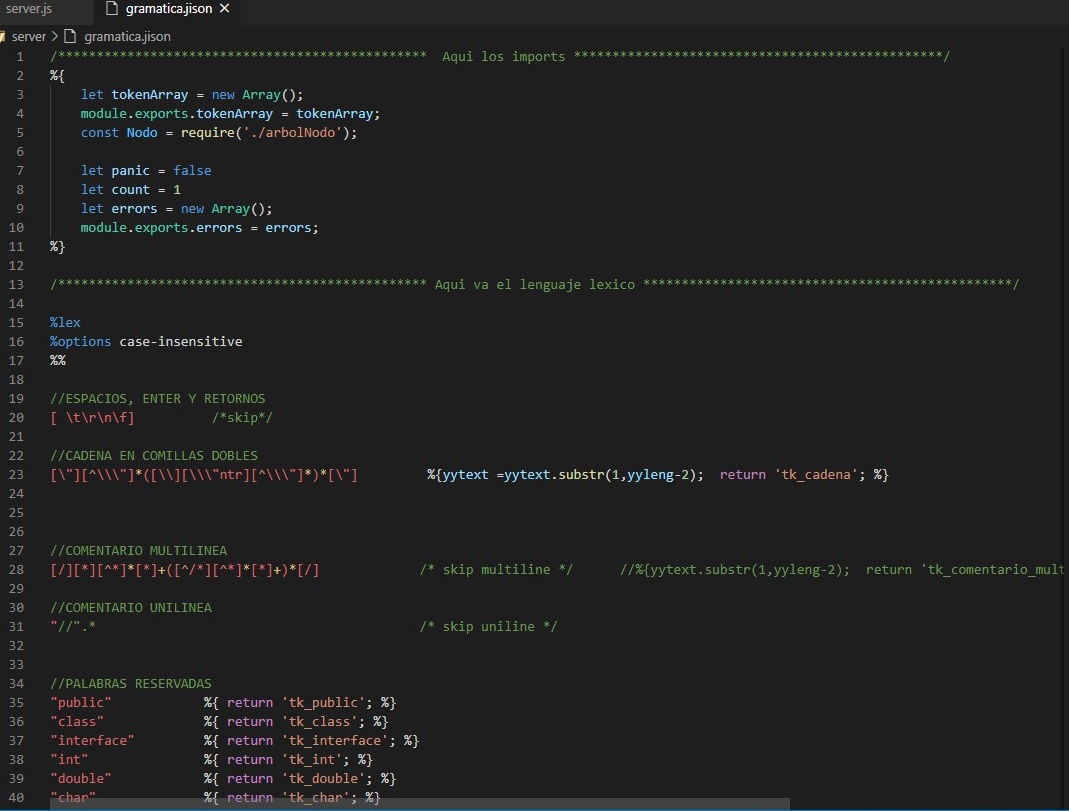 server.js gramatica.jison ×
server > gramatica.jison
1 /************************************************ Aqui los imports ************************************************/
2 %{
3 let tokenArray = new Array();
4 module.exports.tokenArray = tokenArray;
5 const Nodo = require('./arbolNodo');
6
7 let panic = false
8 let count = 1
9 let errors = new Array();
10 module.exports.errors = errors;
11 %}
12
13 /************************************************ Aqui va el lenguaje lexico ************************************************/
14
15 %lex
16 %options case-insensitive
17 %%
18
19 //ESPACIOS, ENTER Y RETORNOS
20 [ \t\r\n\f] /*skip*/
21
22 //CADENA EN COMILLAS DOBLES
23 [\"][^\\\"]*([\\][\\\"ntr][^\\\"]*)*[\"] %{yytext =yytext.substr(1,yyleng-2); return 'tk_cadena'; %}
24
25
26
27 //COMENTARIO MULTILINEA
28 [/][*][^*]*[*]+([^/*][^*]*[*]+)*[/] /* skip multiline */ //%{yytext.substr(1,yyleng-2); return 'tk_comentario_mult
29
30 //COMENTARIO UNILINEA
31 "//".* /* skip uniline */
32
33
34 //PALABRAS RESERVADAS
35 "public" %{ return 'tk_public'; %}
36 "class" %{ return 'tk_class'; %}
37 "interface" %{ return 'tk_interface'; %}
38 "int" %{ return 'tk_int'; %}
39 "double" %{ return 'tk_double'; %}
40 "char" %{ return 'tk_char'; %}